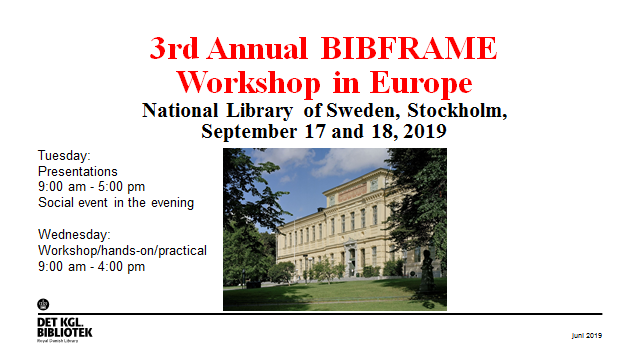 3rd Annual BIBFRAME
Workshop in Europe
National Library of Sweden, Stockholm,
September 17 and 18, 2019
Tuesday:
Presentations
9:00 am - 5:00 pm
Social event in the evening
Wednesday:
Workshop/hands-on/practical
9:00 am - 4:00 pm
DET KGL.
BIBLIOTEK
Royal Danish Library
juni 2019